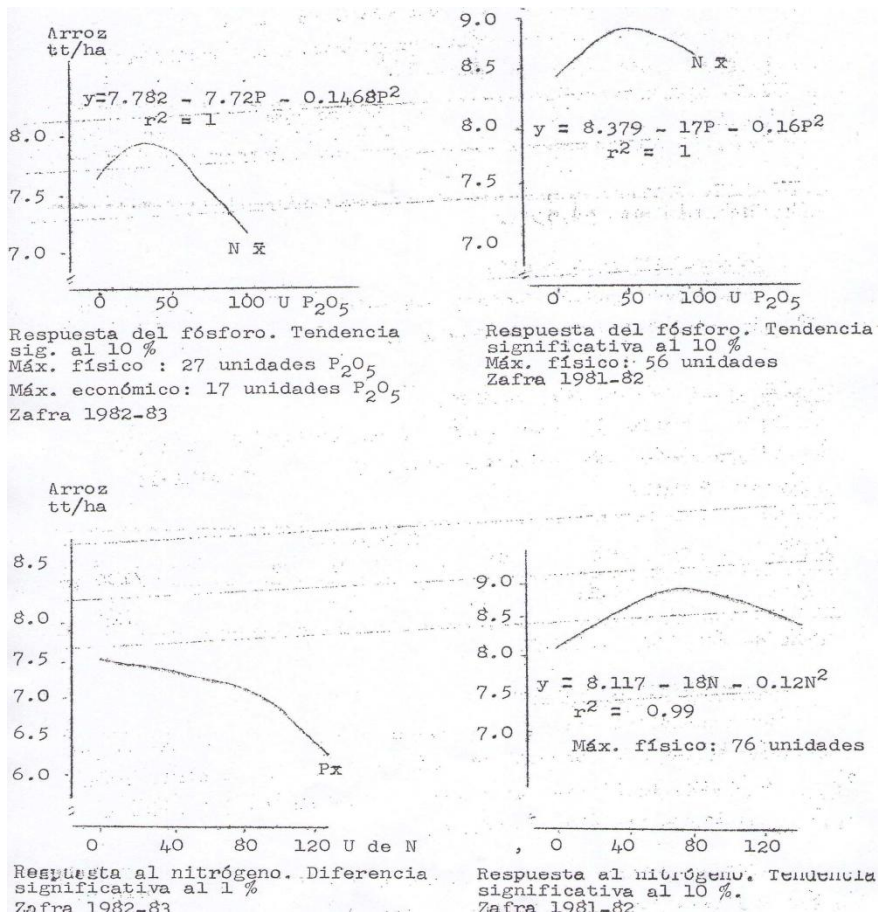 Arroz
tt/ha
y=7.782 - 7.72P - 0.1468P²
r² = 1
8.0
7.5
7.0
N x̄
0 50 100 U P₂O₅
Respuesta del fósforo. Tendencia
sig. al 10 %
Máx. físico : 27 unidades P₂O₅
Máx. económico: 17 unidades P₂O₅
Zafra 1982-83
9.0
8.5
N x̄
8.0
y = 8.379 - 17P - 0.16P²
r² = 1
7.5
7.0
0 50 100 U P₂O₅
Respuesta del fósforo. Tendencia
significativa al 10 %
Máx. físico: 56 unidades
Zafra 1981-82
Arroz
tt/ha
8.5
8.0
7.5
7.0
6.5
6.0
Px̄
0 40 80 120 U de N
Respuesta al nitrógeno. Diferencia
significativa al 1 %
Zafra 1982-83
9.0
8.5
8.0
7.5
y = 8.117 - 18N - 0.12N²
r² = 0.99
7.0
Máx. físico: 76 unidades
0 40 80 120
Respuesta al nitrógeno. Tendencia
significativa al 10 %.
Zafra 1981-82